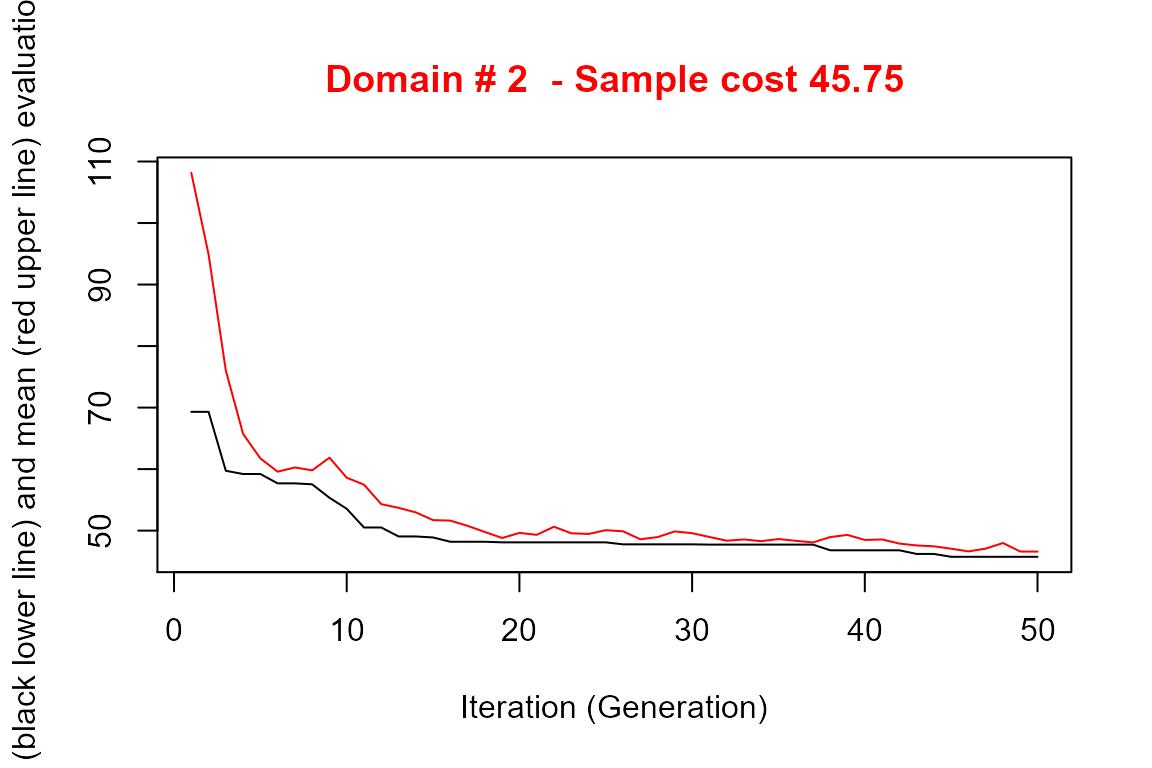 Domain # 2  - Sample cost 45.75
(black lower line) and mean (red upper line) evaluatio
110
90
70
50
0 10 20 30 40 50
Iteration (Generation)